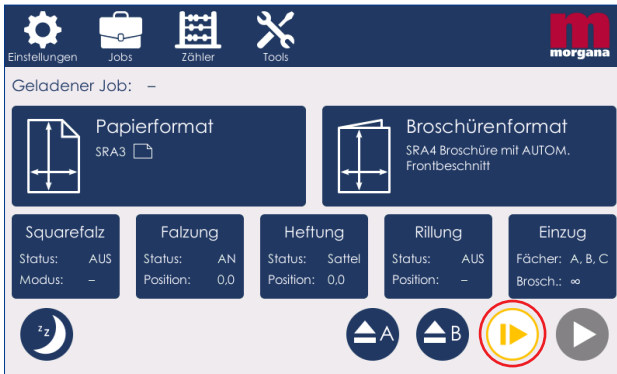 Einstellungen
Jobs
Zähler
Tools
morgana
Geladener Job: –
Papierformat
SRA3
Broschürenformat
SRA4 Broschüre mit AUTOM.
Frontbeschnitt
Squarefalz
Status: AUS
Modus: –
Falzung
Status: AN
Position: 0,0
Heftung
Status: Sattel
Position: 0,0
Rillung
Status: AUS
Position: –
Einzug
Fächer: A, B, C
Brosch.: ∞
zz
A
B